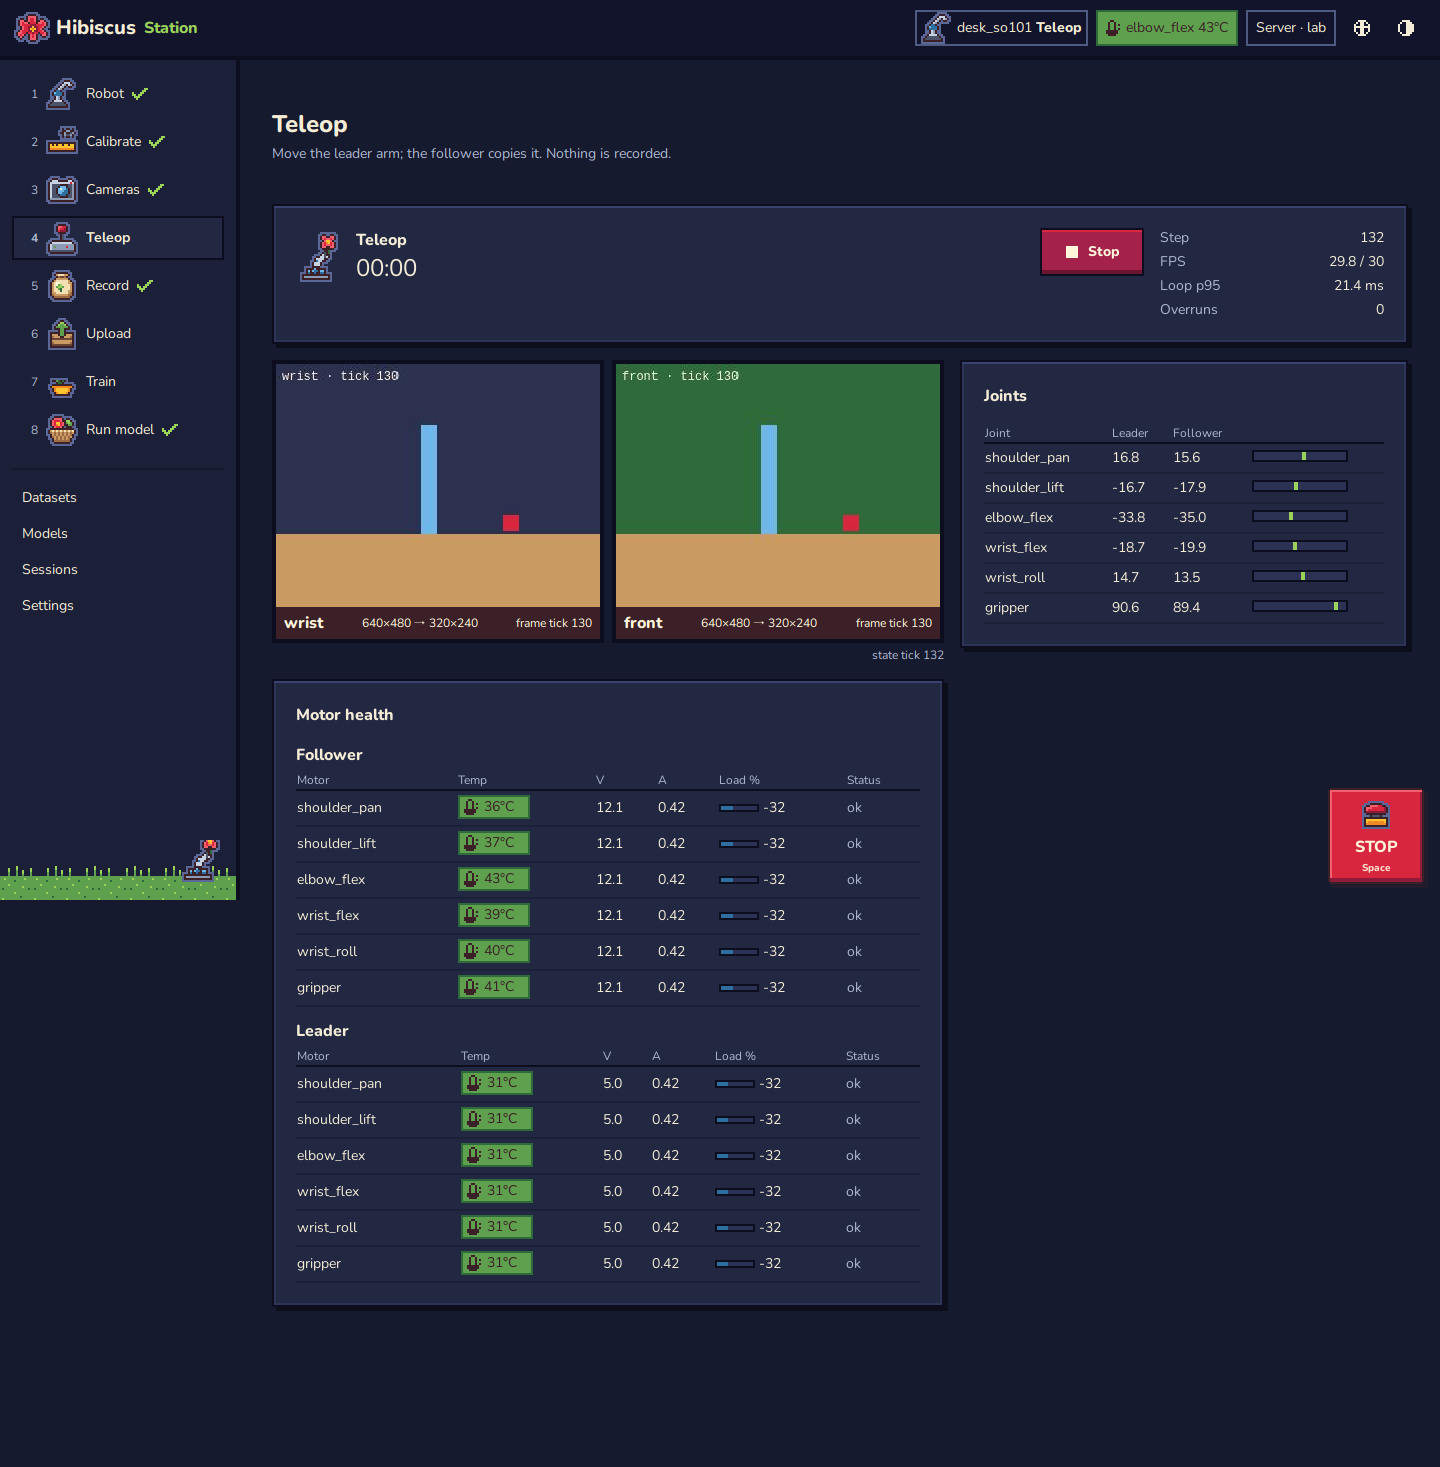 Hibiscus Station
desk_so101 Teleop
elbow_flex 43°C
Server · lab
1 Robot
2 Calibrate
3 Cameras
4 Teleop
5 Record
6 Upload
7 Train
8 Run model
Datasets
Models
Sessions
Settings
Teleop
Move the leader arm; the follower copies it. Nothing is recorded.
Teleop
00:00
Stop
Step 132
FPS 29.8 / 30
Loop p95 21.4 ms
Overruns 0
wrist · tick 130
wrist 640×480 → 320×240 frame tick 130
front · tick 130
front 640×480 → 320×240 frame tick 130
state tick 132
Joints
Joint Leader Follower
shoulder_pan 16.8 15.6
shoulder_lift -16.7 -17.9
elbow_flex -33.8 -35.0
wrist_flex -18.7 -19.9
wrist_roll 14.7 13.5
gripper 90.6 89.4
Motor health
Follower
Motor Temp V A Load % Status
shoulder_pan 36°C 12.1 0.42 -32 ok
shoulder_lift 37°C 12.1 0.42 -32 ok
elbow_flex 43°C 12.1 0.42 -32 ok
wrist_flex 39°C 12.1 0.42 -32 ok
wrist_roll 40°C 12.1 0.42 -32 ok
gripper 41°C 12.1 0.42 -32 ok
Leader
Motor Temp V A Load % Status
shoulder_pan 31°C 5.0 0.42 -32 ok
shoulder_lift 31°C 5.0 0.42 -32 ok
elbow_flex 31°C 5.0 0.42 -32 ok
wrist_flex 31°C 5.0 0.42 -32 ok
wrist_roll 31°C 5.0 0.42 -32 ok
gripper 31°C 5.0 0.42 -32 ok
STOP
Space